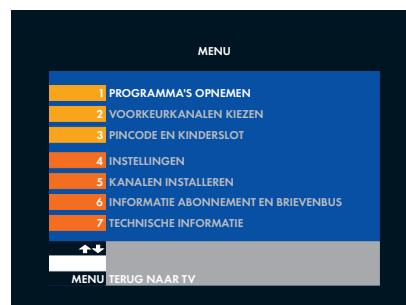 MENU
1 PROGRAMMA'S OPNEMEN
2 VOORKEURKANALEN KIEZEN
3 PINCODE EN KINDERSLOT
4 INSTELLINGEN
5 KANALEN INSTALLEREN
6 INFORMATIE ABONNEMENT EN BRIEVENBUS
7 TECHNISCHE INFORMATIE
MENU TERUG NAAR TV